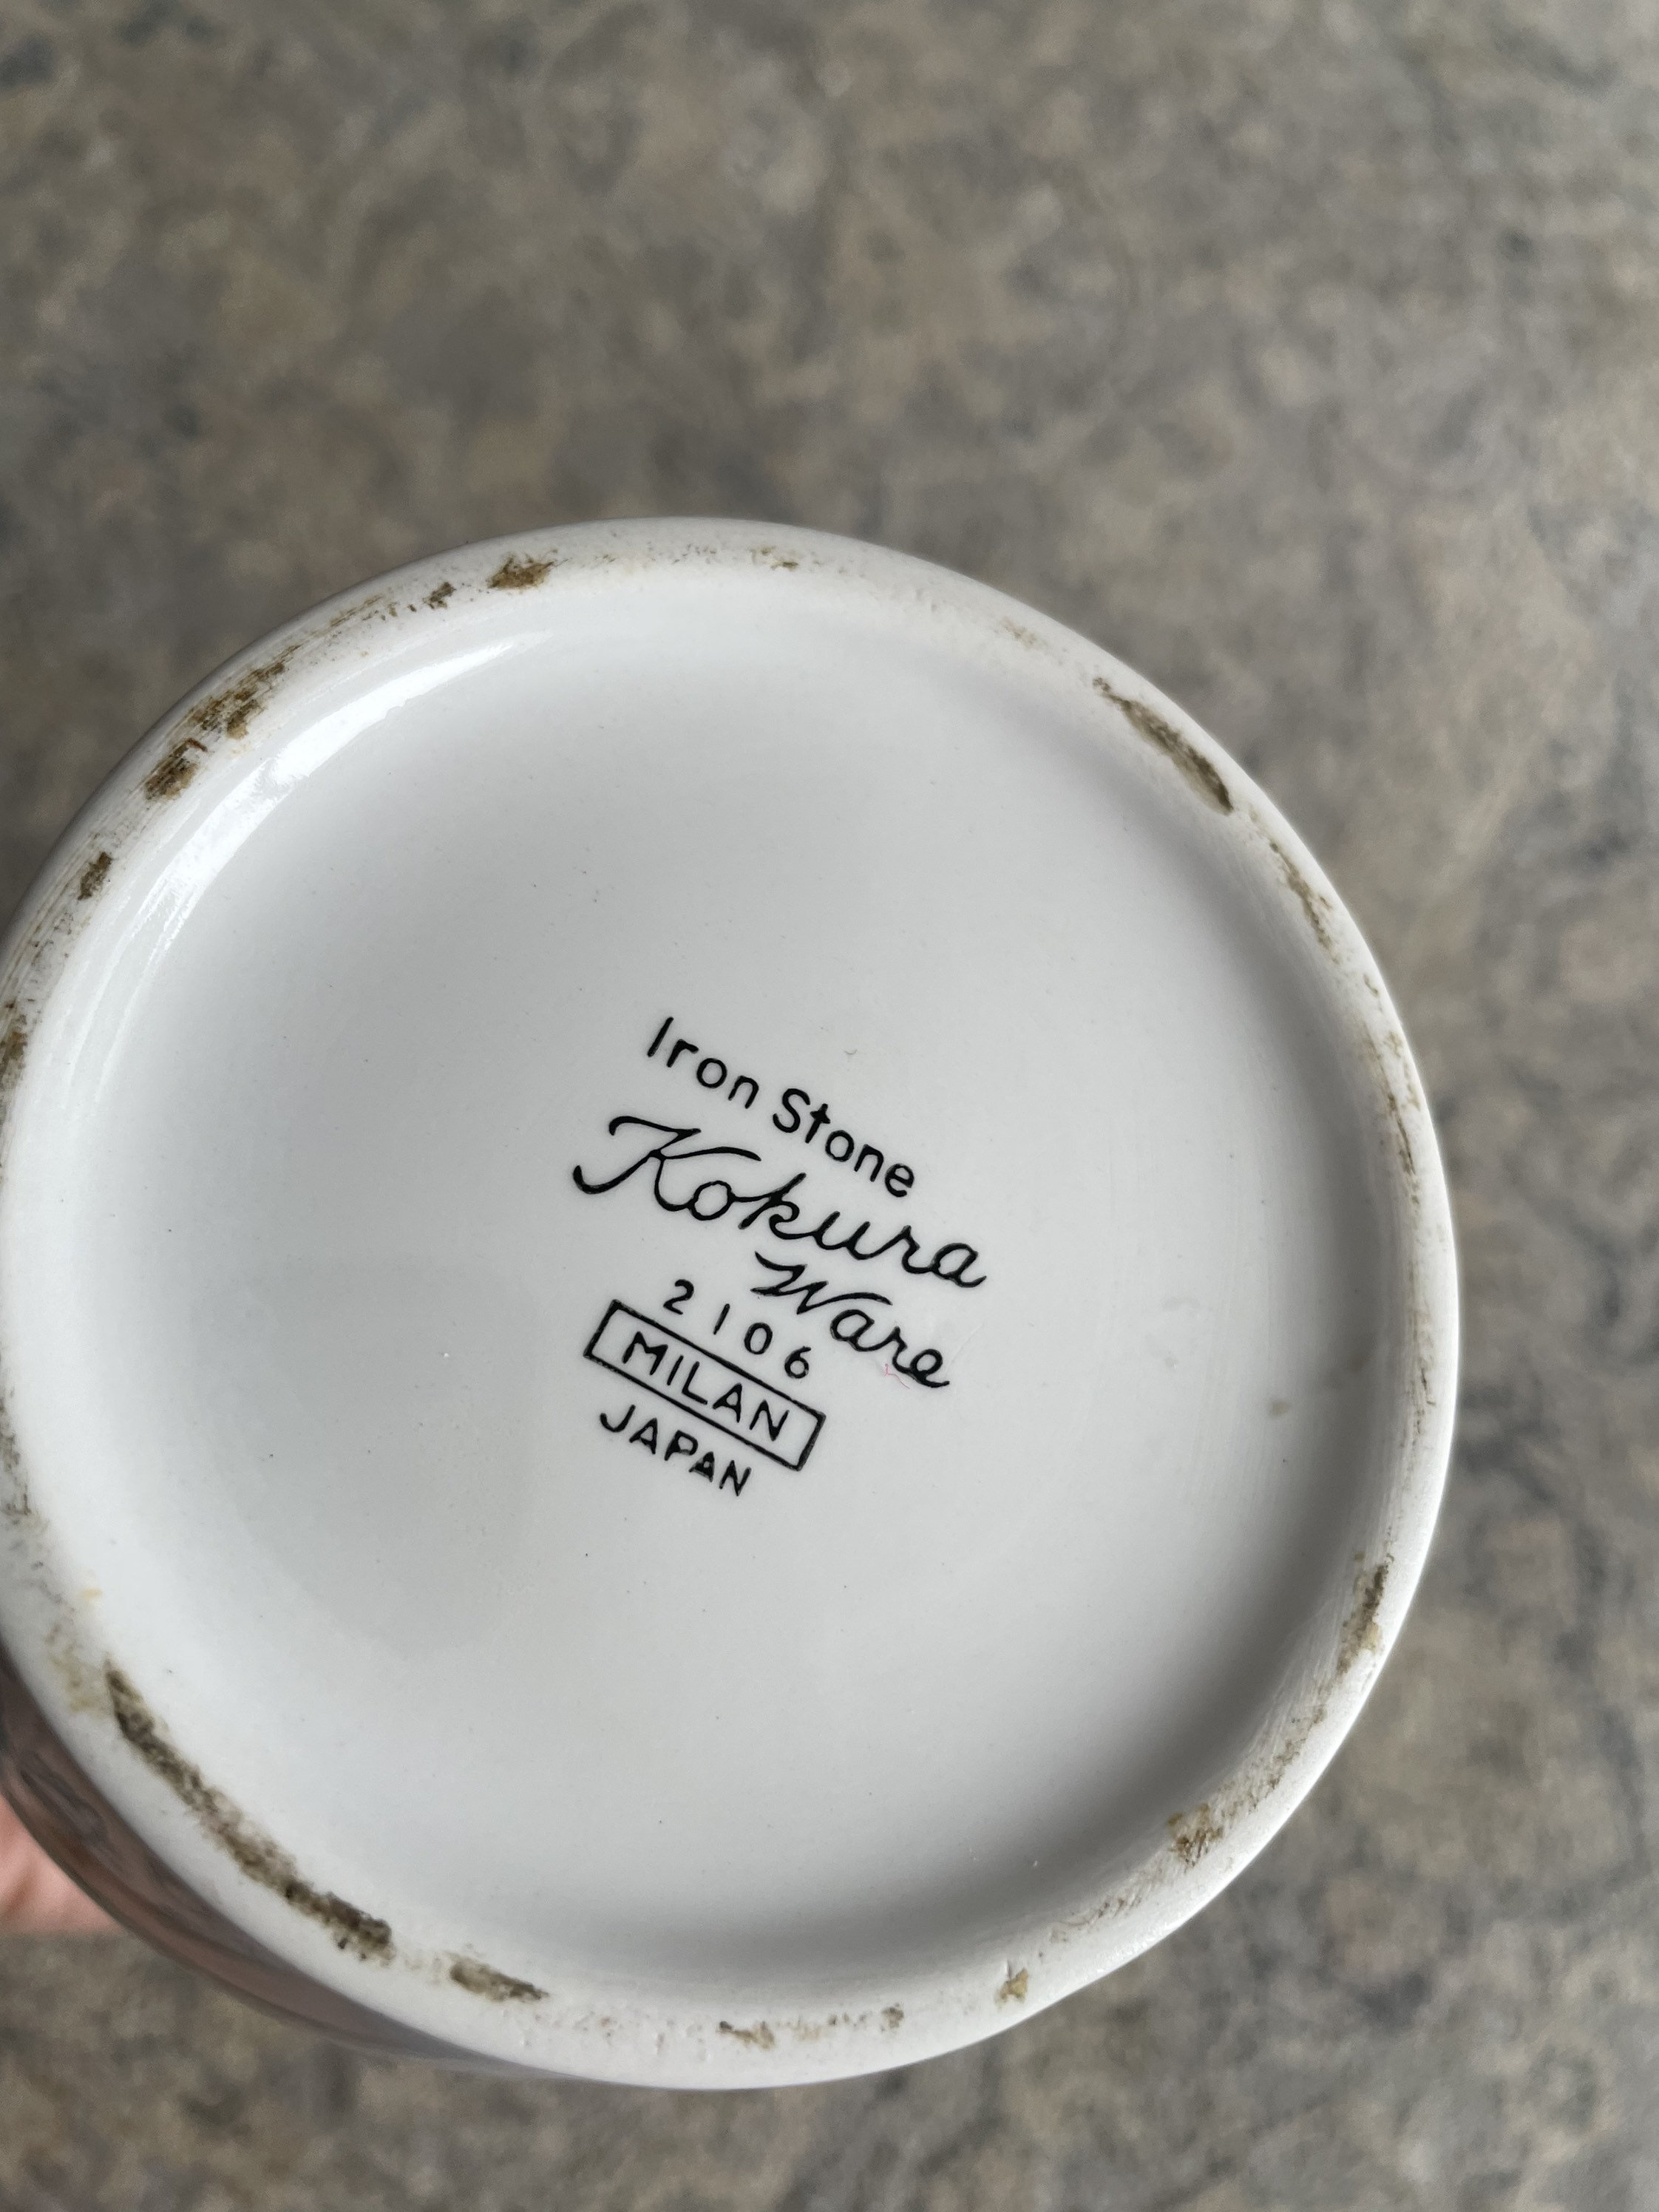 Iron Stone
Kokura
Ware
2106
MILAN
JAPAN